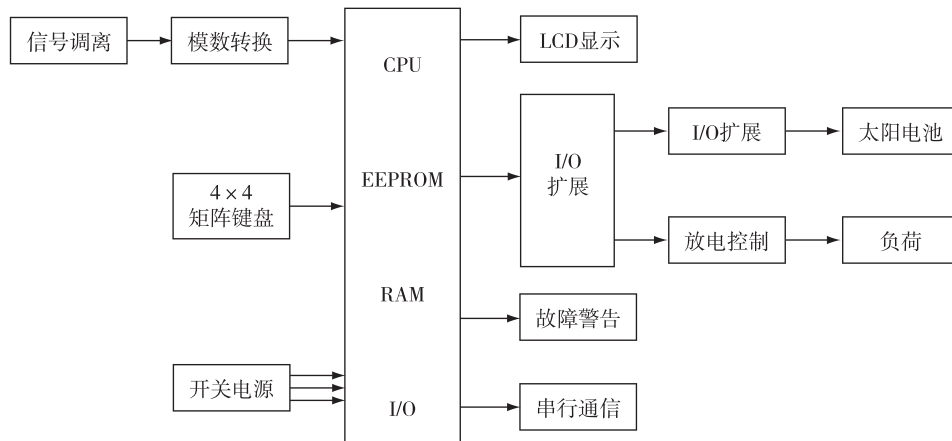 信号调离
模数转换
4×4
矩阵键盘
开关电源
CPU
EEPROM
RAM
I/O
LCD显示
I/O
扩展
I/O扩展
太阳电池
放电控制
负荷
故障警告
串行通信